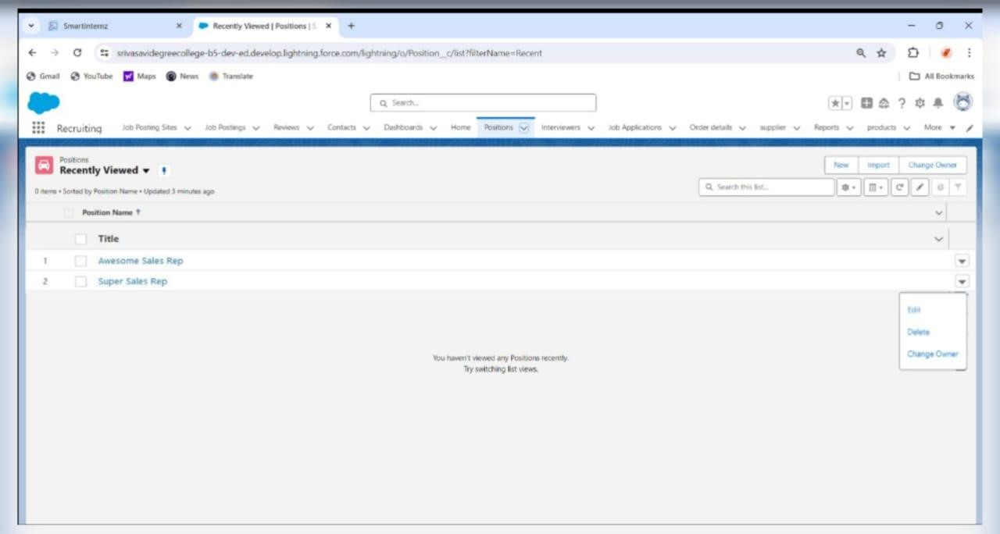 Smartinternz
Recently Viewed | Positions | S
srivasavidegreecollege-b5-dev-ed.develop.lightning.force.com/lightning/o/Position__c/list?filterName=Recent
Gmail YouTube Maps News Translate All Bookmarks
Search...
Recruiting Job Posting Sites Job Postings Reviews Contacts Dashboards Home Positions Interviewers Job Applications Order details supplier Reports products More
Positions
Recently Viewed
New Import Change Owner
0 items • Sorted by Position Name • Updated 3 minutes ago
Search this list...
Position Name ↑
Title
1 Awesome Sales Rep
2 Super Sales Rep
Edit
Delete
Change Owner
You haven't viewed any Positions recently.
Try switching list views.